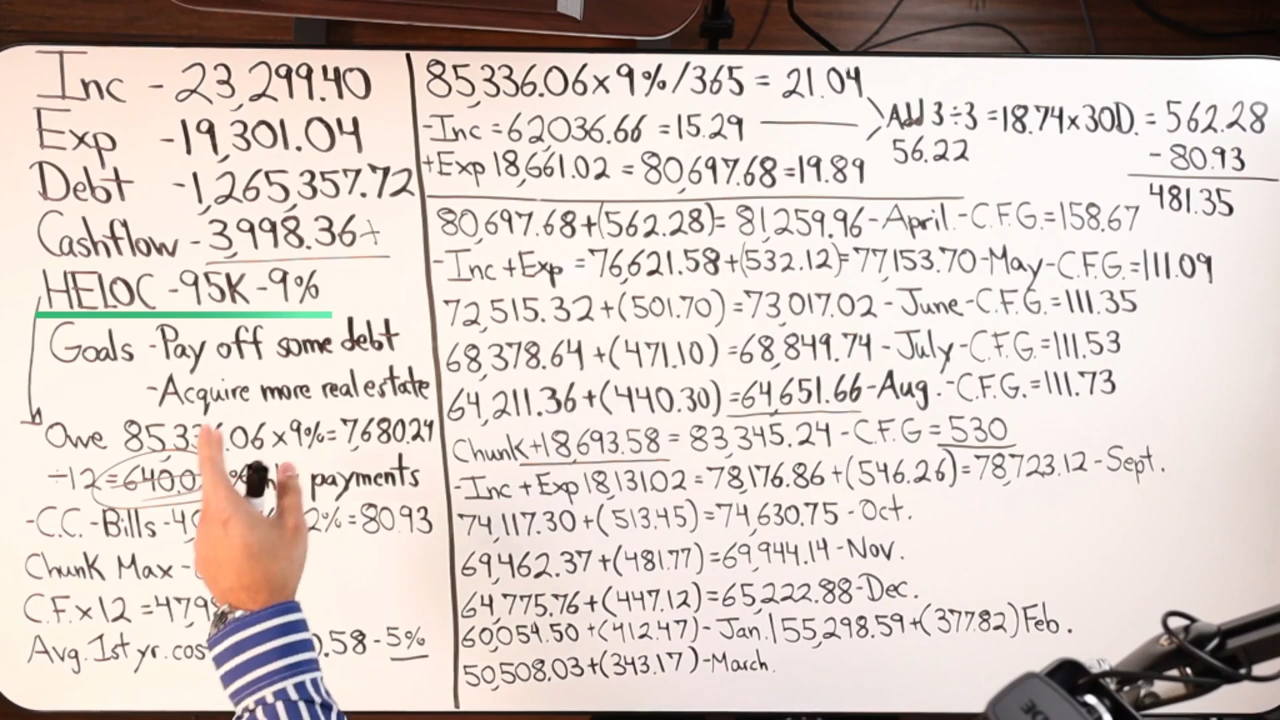 Inc - 23,299.40
Exp - 19,301.04
Debt - 1,265,357.72
Cashflow - 3,998.36+
HELOC - 95K - 9%
Goals - Pay off some debt
- Acquire more real estate
Owe 85,33 .06 x 9% = 7,680.24
÷12 = 640.0 payments
- C.C. - Bills - 2% = 80.93
Chunk Max -
C.F. x 12 = 479
Avg. 1st yr. cos .58 - 5%
85,336.06 x 9% / 365 = 21.04
- Inc = 62036.66 = 15.29
+ Exp 18,661.02 = 80,697.68 = 19.89
Add 3 ÷ 3 = 18.74 x 30D. = 562.28
56.22
- 80.93
481.35
80,697.68 + (562.28) = 81,259.96 - April - C.F.G. = 158.67
- Inc + Exp = 76,621.58 + (532.12) = 77,153.70 - May - C.F.G. = 111.09
72,515.32 + (501.70) = 73,017.02 - June - C.F.G. = 111.35
68,378.64 + (471.10) = 68,849.74 - July - C.F.G. = 111.53
64,211.36 + (440.30) = 64,651.66 - Aug. - C.F.G. = 111.73
Chunk + 18,693.58 = 83,345.24 - C.F.G = 530
- Inc + Exp 18,131.02 = 78,176.86 + (546.26) = 78,723.12 - Sept.
74,117.30 + (513.45) = 74,630.75 - Oct.
69,462.37 + (481.77) = 69,944.14 - Nov.
64,775.76 + (447.12) = 65,222.88 - Dec.
60,054.50 + (412.47) - Jan. | 55,298.59 + (377.82) Feb.
50,508.03 + (343.17) - March.